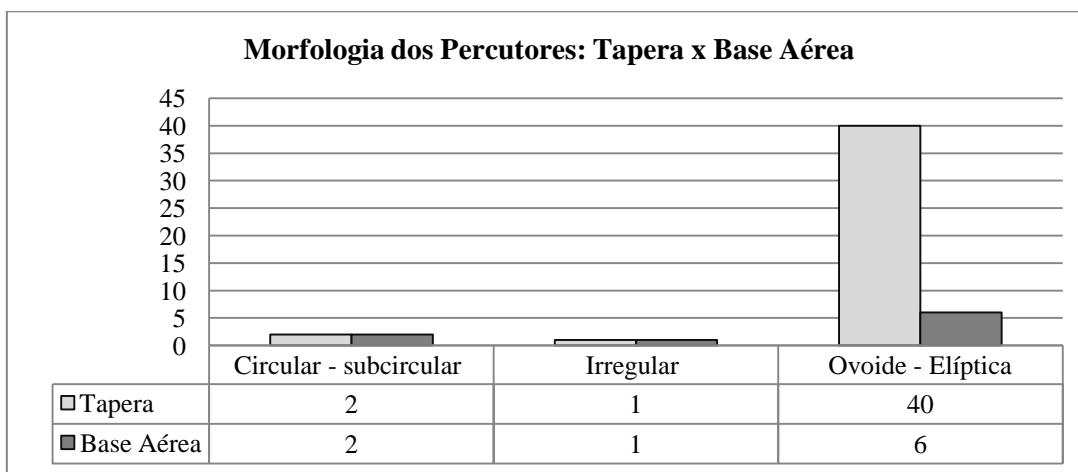 Morfologia dos Percutores: Tapera x Base Aérea
45
40
35
30
25
20
15
10
5
0
Circular - subcircular Irregular Ovoide - Elíptica
Tapera 2 1 40
Base Aérea 2 1 6